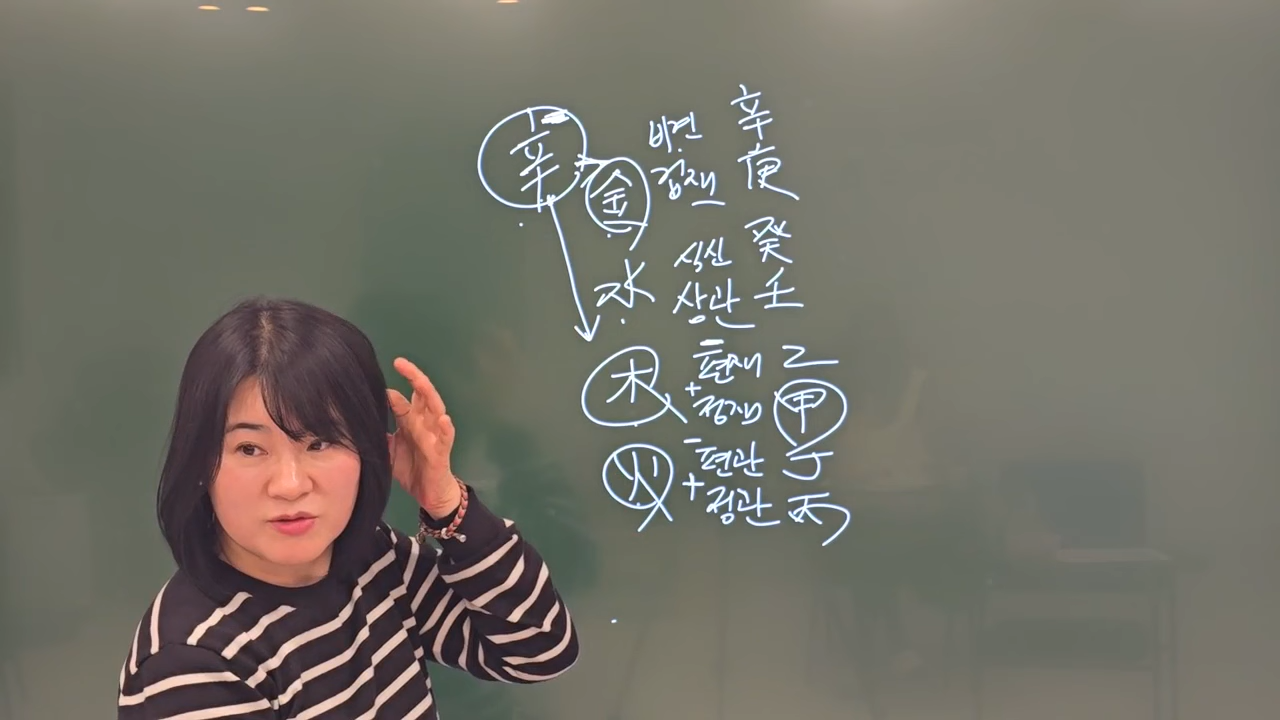 辛 비견 辛
金 겁재 庚
식신 癸
水 상관 壬
- 편재 乙
木 + 정재 甲
- 편관 丁
火 + 정관 丙